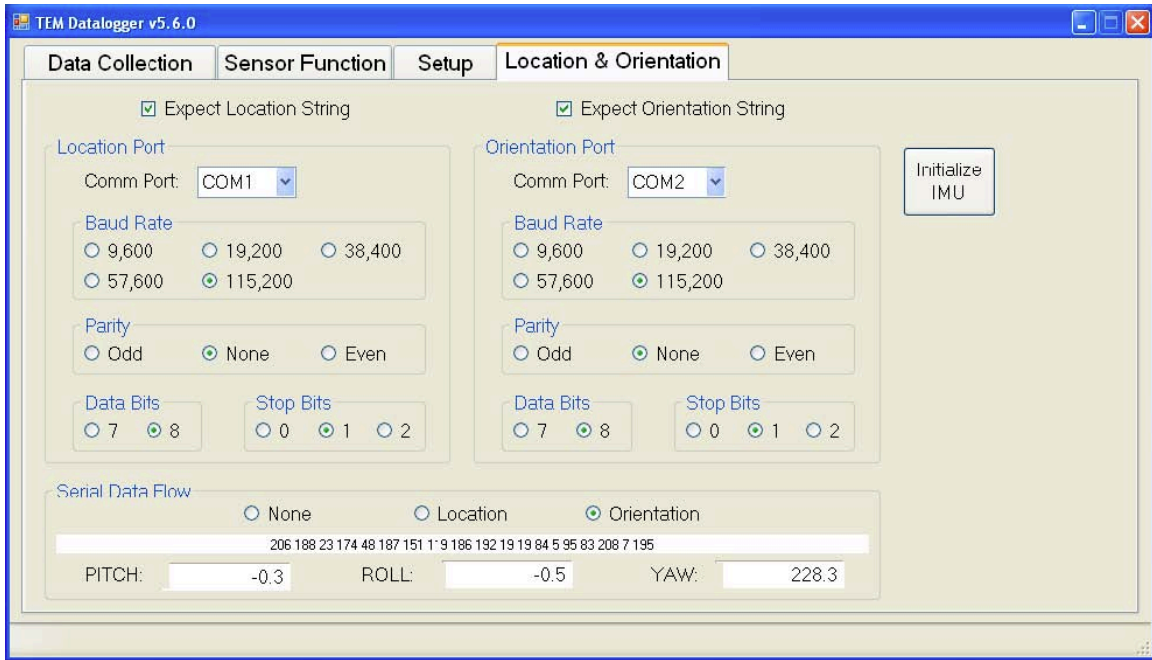 TEM Datalogger v5.6.0
Data Collection Sensor Function Setup Location & Orientation
Expect Location String Expect Orientation String
Location Port
Comm Port: COM1
Baud Rate
9,600 19,200 38,400
57,600 115,200
Parity
Odd None Even
Data Bits Stop Bits
7 8 0 1 2
Orientation Port
Comm Port: COM2
Baud Rate
9,600 19,200 38,400
57,600 115,200
Parity
Odd None Even
Data Bits Stop Bits
7 8 0 1 2
Initialize
IMU
Serial Data Flow
None Location Orientation
206 188 23 174 48 187 151 186 192 19 19 84 5 95 83 208 7 195
PITCH: -0.3 ROLL: -0.5 YAW: 228.3